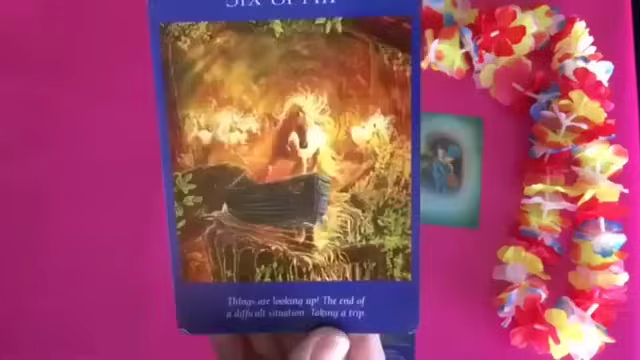 Six of Air
Things are looking up! The end of
a difficult situation. Taking a trip.